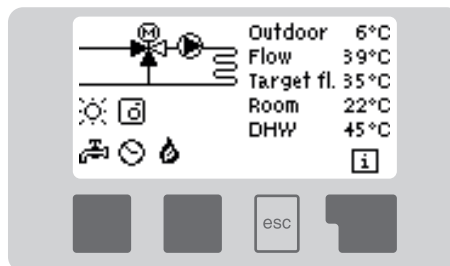 M
Outdoor 6°C
Flow 39°C
Target fl. 35°C
Room 22°C
DHW 45°C
i
esc